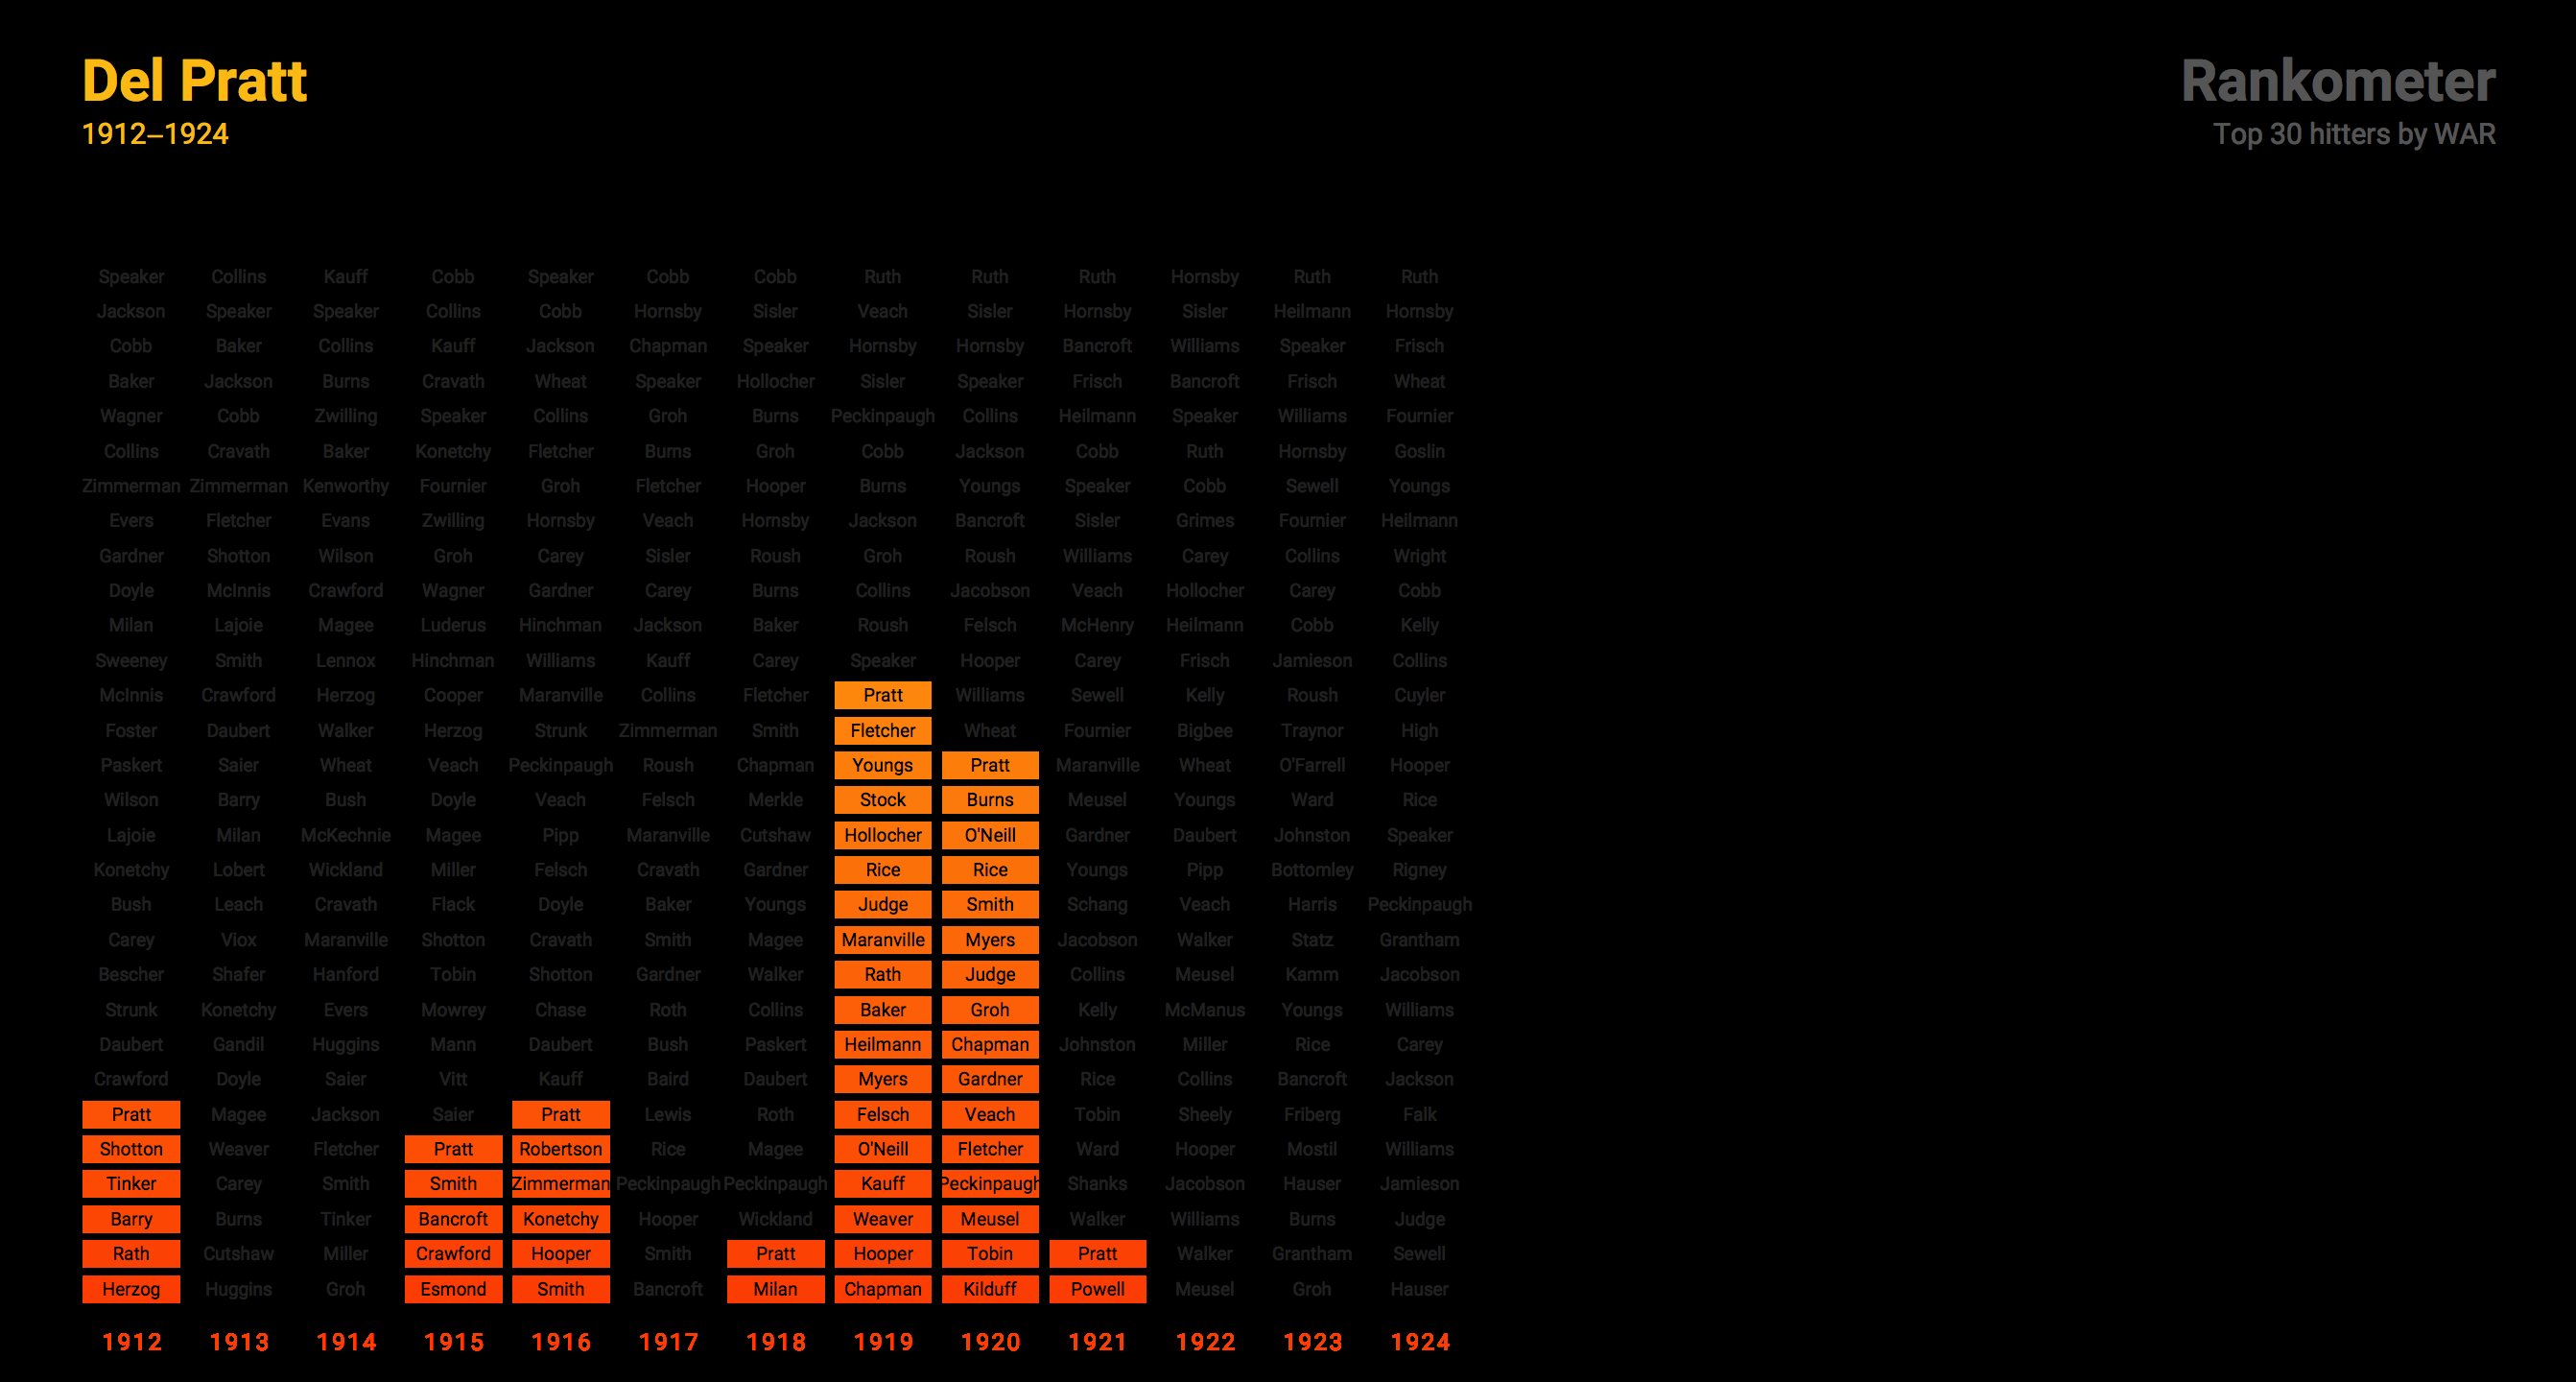 Del Pratt
1912–1924
Rankometer
Top 30 hitters by WAR
Speaker Collins Kauff Cobb Speaker Cobb Cobb Ruth Ruth Ruth Hornsby Ruth Ruth
Jackson Speaker Speaker Collins Cobb Hornsby Sisler Veach Sisler Hornsby Sisler Heilmann Hornsby
Cobb Baker Collins Kauff Jackson Chapman Speaker Hornsby Hornsby Bancroft Williams Speaker Frisch
Baker Jackson Burns Cravath Wheat Speaker Hollocher Sisler Speaker Frisch Bancroft Frisch Wheat
Wagner Cobb Zwilling Speaker Collins Groh Burns Peckinpaugh Collins Heilmann Speaker Williams Fournier
Collins Cravath Baker Konetchy Fletcher Burns Groh Cobb Jackson Cobb Ruth Hornsby Goslin
Zimmerman Zimmerman Kenworthy Fournier Groh Fletcher Hooper Burns Youngs Speaker Cobb Sewell Youngs
Evers Fletcher Evans Zwilling Hornsby Veach Hornsby Jackson Bancroft Sisler Grimes Fournier Heilmann
Gardner Shotton Wilson Groh Carey Sisler Roush Groh Roush Williams Carey Collins Wright
Doyle McInnis Crawford Wagner Gardner Carey Burns Collins Jacobson Veach Hollocher Carey Cobb
Milan Lajoie Magee Luderus Hinchman Jackson Baker Roush Felsch McHenry Heilmann Cobb Kelly
Sweeney Smith Lennox Hinchman Williams Kauff Carey Speaker Hooper Carey Frisch Jamieson Collins
McInnis Crawford Herzog Cooper Maranville Collins Fletcher Pratt Williams Sewell Kelly Roush Cuyler
Foster Daubert Walker Herzog Strunk Zimmerman Smith Fletcher Wheat Fournier Bigbee Traynor High
Paskert Saier Wheat Veach Peckinpaugh Roush Chapman Youngs Pratt Maranville Wheat O'Farrell Hooper
Wilson Barry Bush Doyle Veach Felsch Merkle Stock Burns Meusel Youngs Ward Rice
Lajoie Milan McKechnie Magee Pipp Maranville Cutshaw Hollocher O'Neill Gardner Daubert Johnston Speaker
Konetchy Lobert Wickland Miller Felsch Cravath Gardner Rice Rice Youngs Pipp Bottomley Rigney
Bush Leach Cravath Flack Doyle Baker Youngs Judge Smith Schang Veach Harris Peckinpaugh
Carey Viox Maranville Shotton Cravath Smith Magee Maranville Myers Jacobson Walker Statz Grantham
Bescher Shafer Hanford Tobin Shotton Gardner Walker Rath Judge Collins Meusel Kamm Jacobson
Strunk Konetchy Evers Mowrey Chase Roth Collins Baker Groh Kelly McManus Youngs Williams
Daubert Gandil Huggins Mann Daubert Bush Paskert Heilmann Chapman Johnston Miller Rice Carey
Crawford Doyle Saier Vitt Kauff Baird Daubert Myers Gardner Rice Collins Bancroft Jackson
Pratt Magee Jackson Saier Pratt Lewis Roth Felsch Veach Tobin Sheely Friberg Falk
Shotton Weaver Fletcher Pratt Robertson Rice Magee O'Neill Fletcher Ward Hooper Mostil Williams
Tinker Carey Smith Smith Zimmerman Peckinpaugh Peckinpaugh Kauff Peckinpaugh Shanks Jacobson Hauser Jamieson
Barry Burns Tinker Bancroft Konetchy Hooper Wickland Weaver Meusel Walker Williams Burns Judge
Rath Cutshaw Miller Crawford Hooper Smith Pratt Hooper Tobin Pratt Walker Grantham Sewell
Herzog Huggins Groh Esmond Smith Bancroft Milan Chapman Kilduff Powell Meusel Groh Hauser
1912 1913 1914 1915 1916 1917 1918 1919 1920 1921 1922 1923 1924